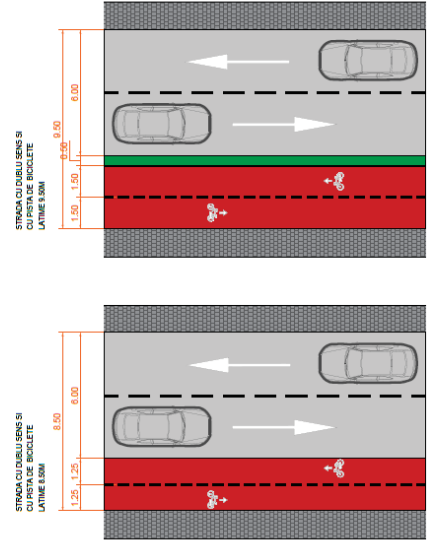 STRADA CU DUBLU SENS SI
CU PISTA DE BICICLETE
LATIME 9.50M
9.50
6.00
0.50
1.50
1.50
STRADA CU DUBLU SENS SI
CU PISTA DE BICICLETE
LATIME 8.50M
8.50
6.00
1.25
1.25